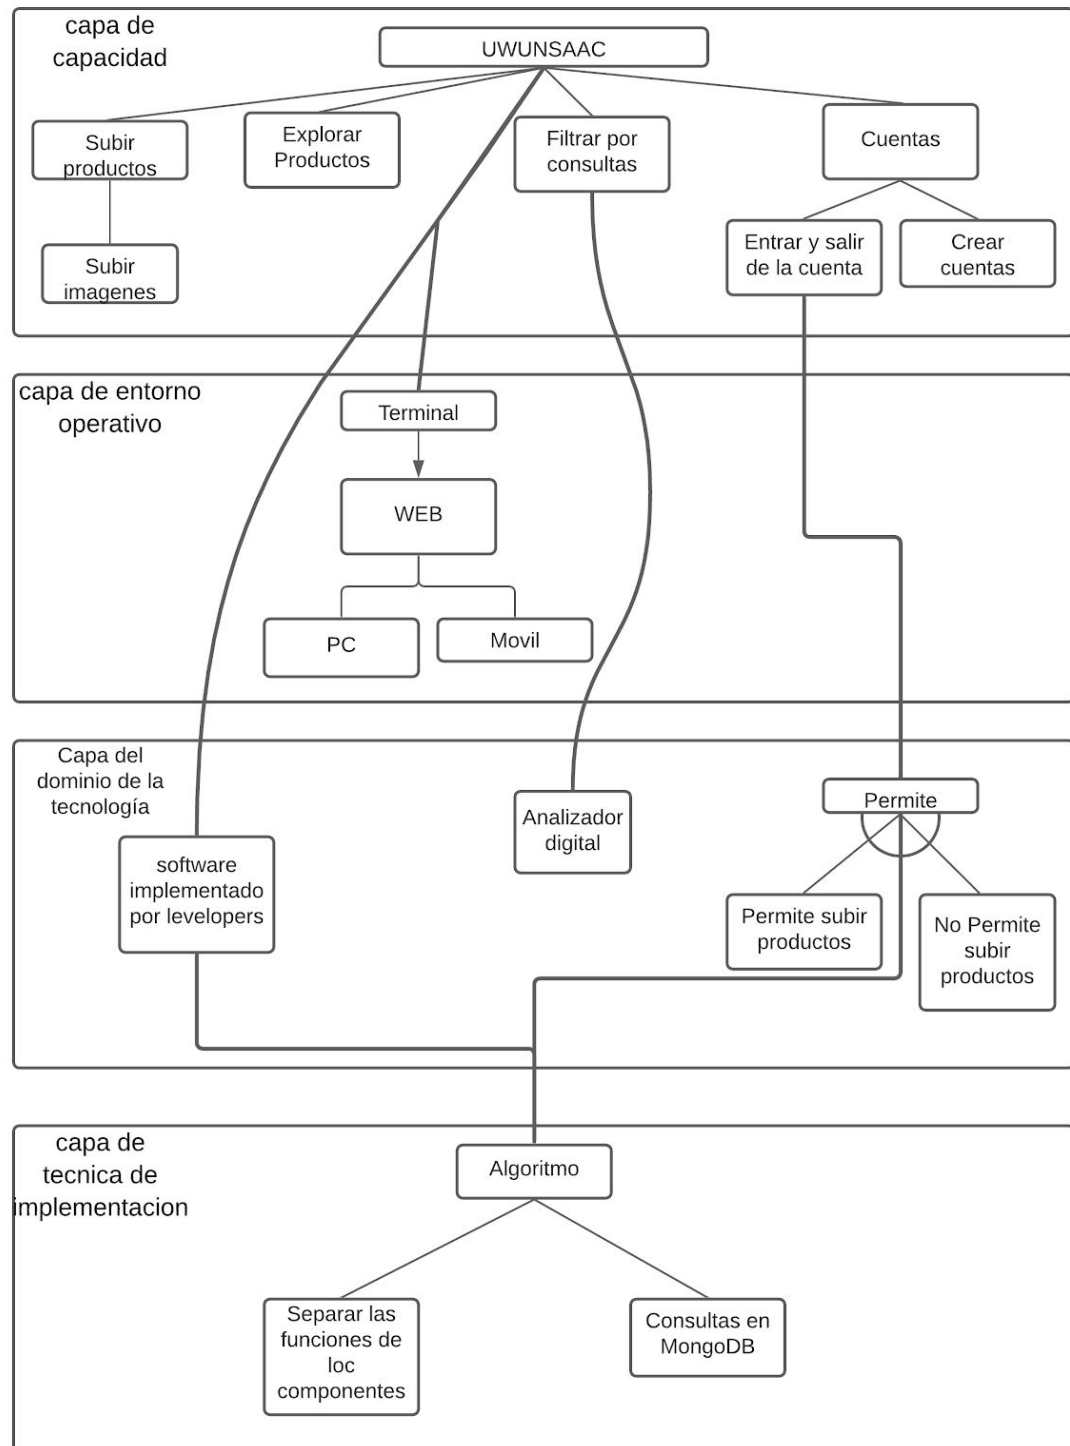 capa de
capacidad
UWUNSAAC
Subir
productos
Explorar
Productos
Filtrar por
consultas
Cuentas
Subir
imagenes
Entrar y salir
de la cuenta
Crear
cuentas
capa de entorno
operativo
Terminal
WEB
PC
Movil
Capa del
dominio de la
tecnología
software
implementado
por levelopers
Analizador
digital
Permite
Permite subir
productos
No Permite
subir
productos
capa de
tecnica de
implementacion
Algoritmo
Separar las
funciones de
loc
componentes
Consultas en
MongoDB